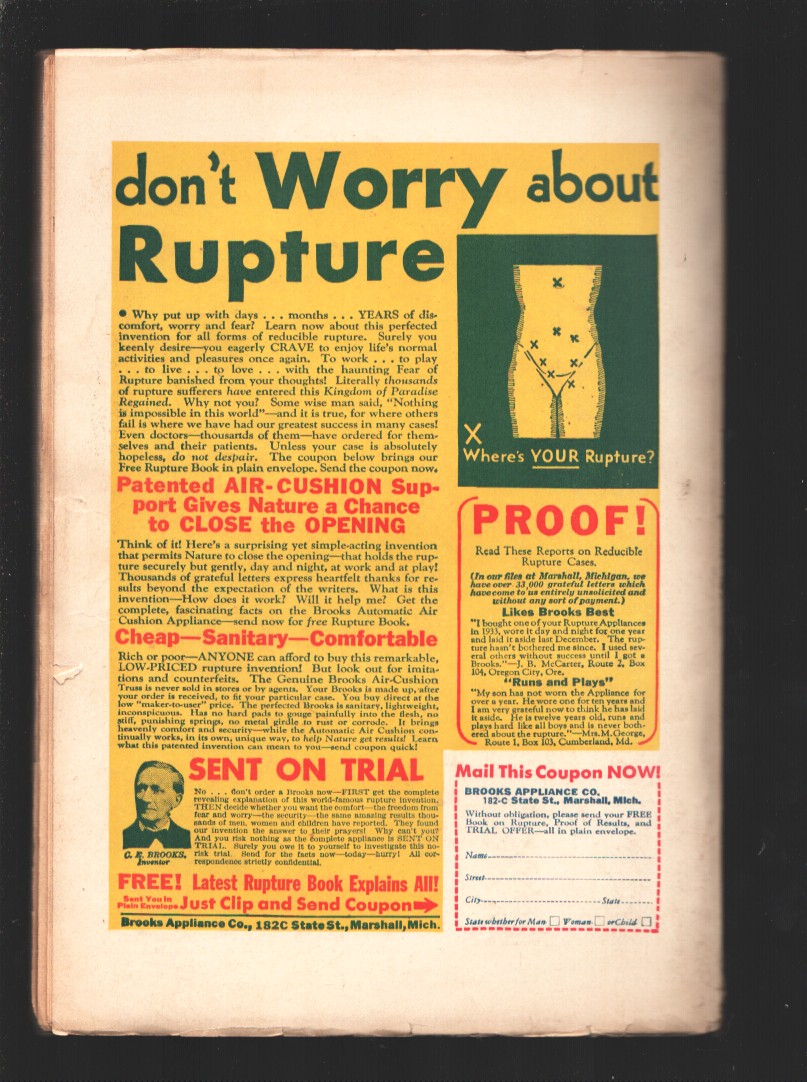 don't Worry about
Rupture
● Why put up with days . . . months . . . YEARS of dis-
comfort, worry and fear? Learn now about this perfected
invention for all forms of reducible rupture. Surely you
keenly desire—you eagerly CRAVE to enjoy life's normal
activities and pleasures once again. To work . . . to play
. . . to live . . . to love . . . with the haunting Fear of
Rupture banished from your thoughts! Literally thousands
of rupture sufferers have entered this Kingdom of Paradise
Regained. Why not you? Some wise man said, "Nothing
is impossible in this world"—and it is true, for where others
fail is where we have had our greatest success in many cases!
Even doctors—thousands of them—have ordered for them-
selves and their patients. Unless your case is absolutely
hopeless, do not despair. The coupon below brings our
Free Rupture Book in plain envelope. Send the coupon now.
Patented AIR-CUSHION Sup-
port Gives Nature a Chance
to CLOSE the OPENING
Think of it! Here's a surprising yet simple-acting invention
that permits Nature to close the opening—that holds the rup-
ture securely but gently, day and night, at work and at play!
Thousands of grateful letters express heartfelt thanks for re-
sults beyond the expectation of the writers. What is this
invention—How does it work? Will it help me? Get the
complete, fascinating facts on the Brooks Automatic Air
Cushion Appliance—send now for free Rupture Book.
Cheap—Sanitary—Comfortable
Rich or poor—ANYONE can afford to buy this remarkable,
LOW-PRICED rupture invention! But look out for imita-
tions and counterfeits. The Genuine Brooks Air-Cushion
Truss is never sold in stores or by agents. Your Brooks is made up, after
your order is received, to fit your particular case. You buy direct at the
low "maker-to-user" price. The perfected Brooks is sanitary, lightweight,
inconspicuous. Has no hard pads to gouge painfully into the flesh, no
stiff, punishing springs, no metal girdle to rust or corrode. It brings
heavenly comfort and security—while the Automatic Air Cushion con-
tinually works, in its own, unique way, to help Nature get results! Learn
what this patented invention can mean to you—send coupon quick!
X
Where's YOUR Rupture?
PROOF!
Read These Reports on Reducible
Rupture Cases.
(In our files at Marshall, Michigan, we
have over 33,000 grateful letters which
have come to us entirely unsolicited and
without any sort of payment.)
Likes Brooks Best
"I bought one of your Rupture Appliances
in 1933, wore it day and night for one year
and laid it aside last December. The rup-
ture hasn't bothered me since. I used sev-
eral others without success until I got a
Brooks."—J. B. McCarter, Route 2, Box
104, Oregon City, Ore.
"Runs and Plays"
"My son has not worn the Appliance for
over a year. He wore one for ten years and
I am very grateful now to think he has laid
it aside. He is twelve years old, runs and
plays hard like all boys and is never both-
ered about the rupture."—Mrs. M. George,
Route 1, Box 103, Cumberland, Md.
SENT ON TRIAL
No . . . don't order a Brooks now—FIRST get the complete
revealing explanation of this world-famous rupture invention,
THEN decide whether you want the comfort—the freedom from
fear and worry—the security—the same amazing results thou-
sands of men, women and children have reported. They found
our invention the answer to their prayers! Why can't you?
And you risk nothing as the complete appliance is SENT ON
TRIAL. Surely you owe it to yourself to investigate this no-
risk trial. Send for the facts now—today—hurry! All cor-
respondence strictly confidential.
C. E. BROOKS,
Inventor
FREE! Latest Rupture Book Explains All!
Sent You in
Plain Envelope
Just Clip and Send Coupon
Brooks Appliance Co., 182C State St., Marshall, Mich.
Mail This Coupon NOW!
BROOKS APPLIANCE CO.
182-C State St., Marshall, Mich.
Without obligation, please send your FREE
Book on Rupture, Proof of Results, and
TRIAL OFFER—all in plain envelope.
Name
Street
City State
State whether for Man □ Woman □ or Child □